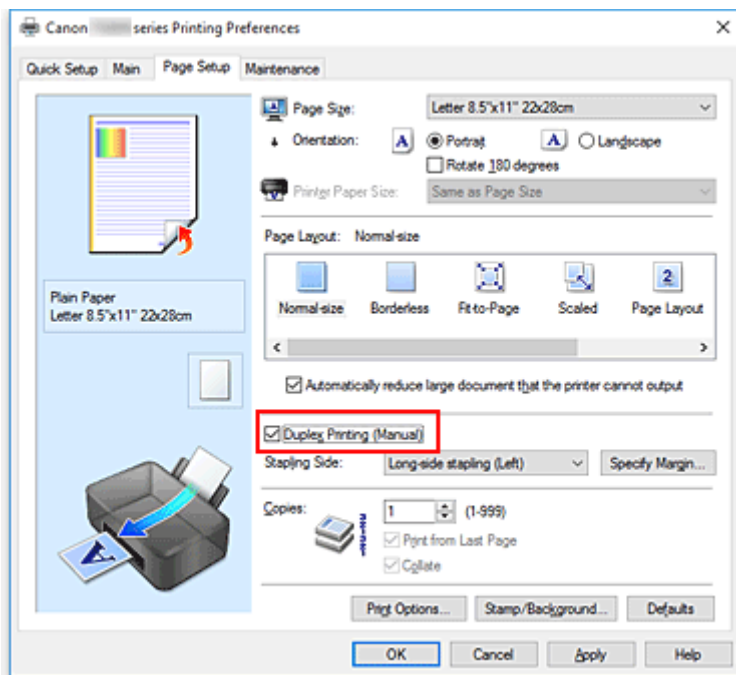 Canon series Printing Preferences
Quick Setup Main Page Setup Maintenance
Page Size: Letter 8.5"x11" 22x28cm
Orientation: A Portrait A Landscape
Rotate 180 degrees
Printer Paper Size: Same as Page Size
Page Layout: Normal-size
2
Normal-size Borderless Fit-to-Page Scaled Page Layout
Plain Paper
Letter 8.5"x11" 22x28cm
Automatically reduce large document that the printer cannot output
Duplex Printing (Manual)
Stapling Side: Long-side stapling (Left) Specify Margin...
Copies: 1 (1-999)
Print from Last Page
Collate
A
Print Options... Stamp/Background... Defaults
OK Cancel Apply Help